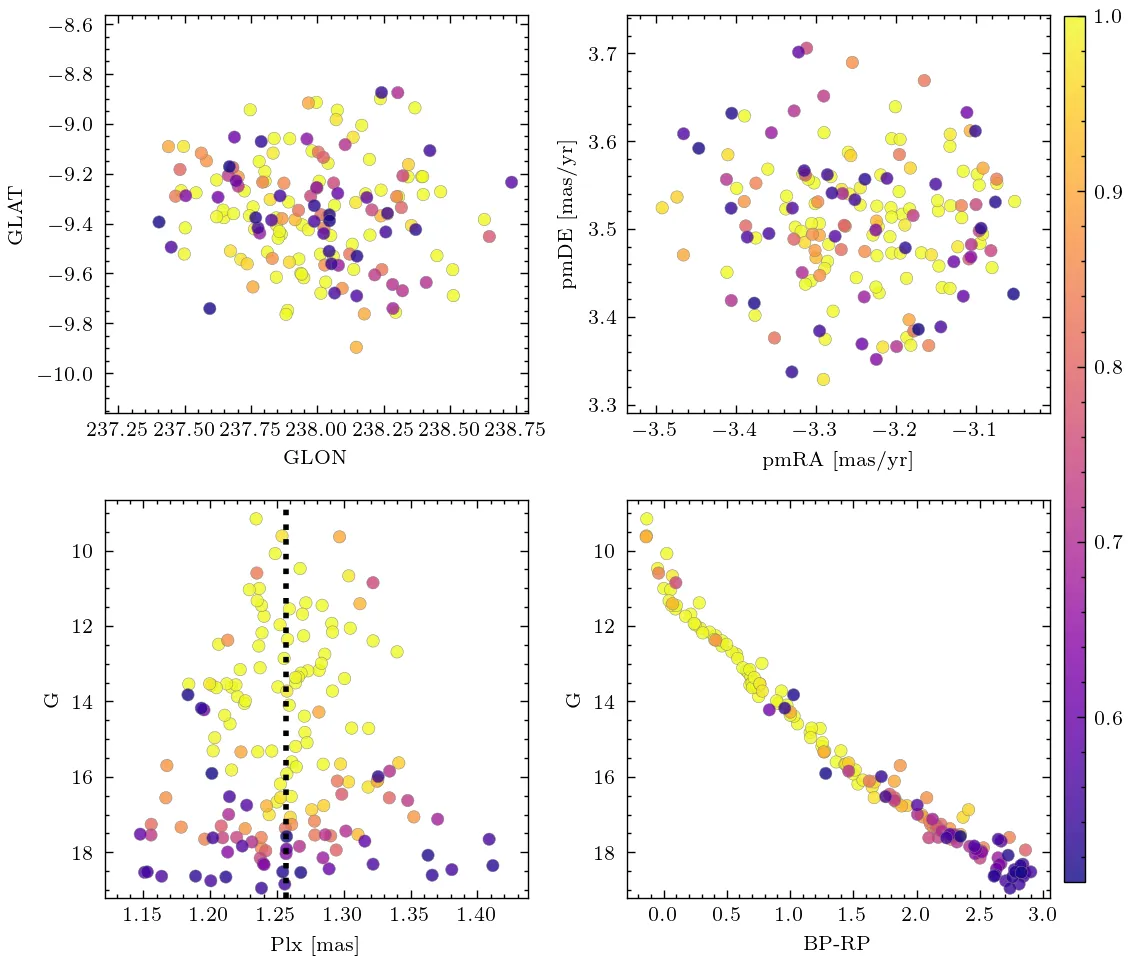 −8.6
−8.8
−9.0
−9.2
−9.4
−9.6
−9.8
−10.0
GLAT
237.25 237.50 237.75 238.00 238.25 238.50 238.75
GLON
3.7
3.6
3.5
3.4
3.3
pmDE [mas/yr]
−3.5 −3.4 −3.3 −3.2 −3.1
pmRA [mas/yr]
1.0
0.9
0.8
0.7
0.6
10
12
14
16
18
G
1.15 1.20 1.25 1.30 1.35 1.40
Plx [mas]
10
12
14
16
18
G
0.0 0.5 1.0 1.5 2.0 2.5 3.0
BP-RP